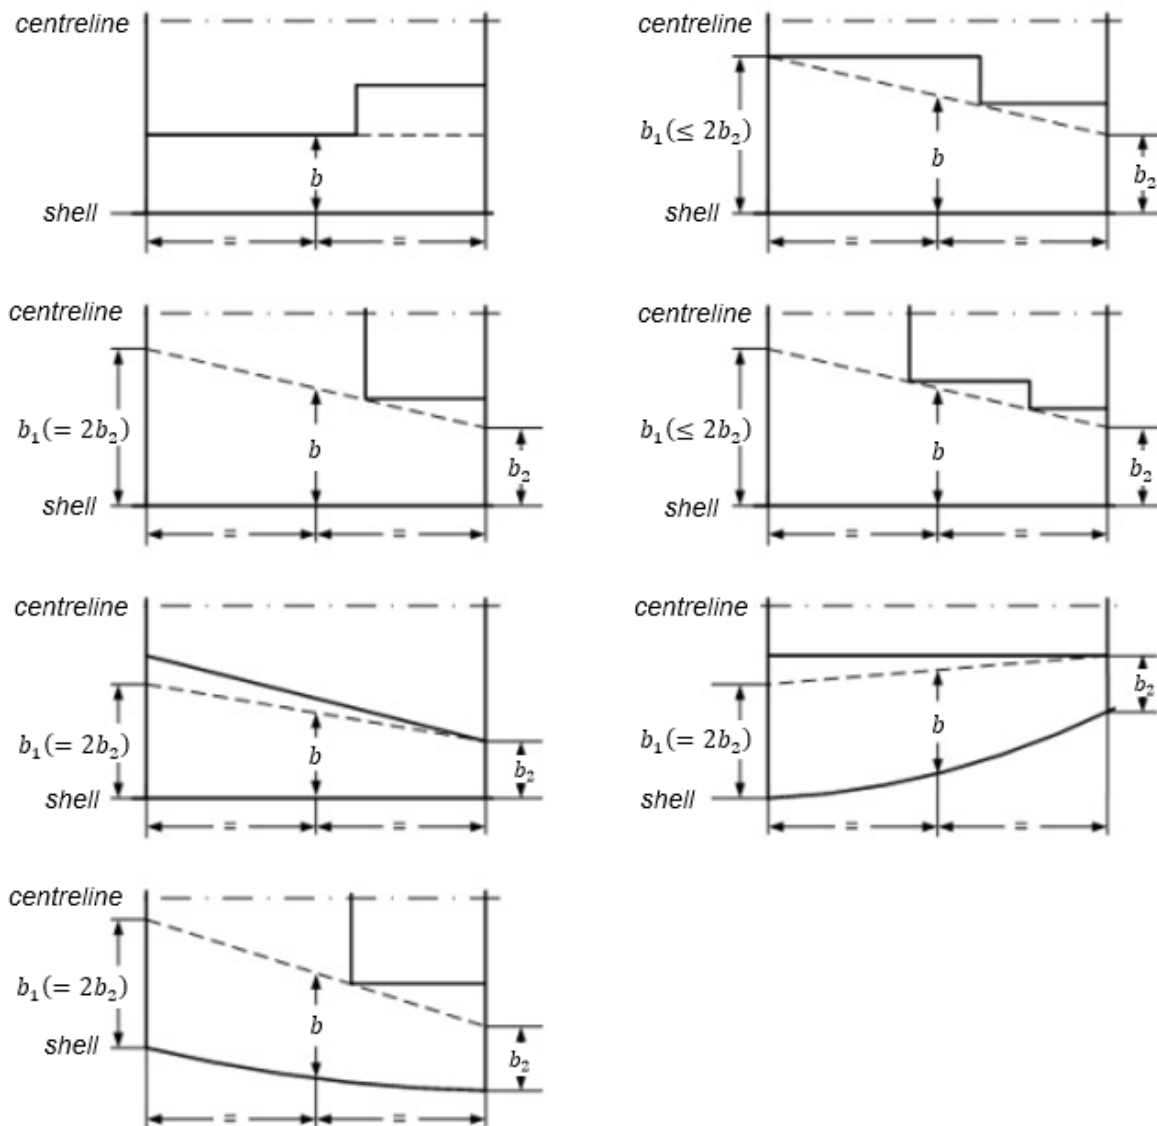 centreline
b
shell
= =
centreline
b₁(≤ 2b₂)
b
b₂
shell
= =
centreline
b₁(= 2b₂)
b
b₂
shell
= =
centreline
b₁(≤ 2b₂)
b
b₂
shell
= =
centreline
b₁(= 2b₂)
b
b₂
shell
= =
centreline
b₂
b₁(= 2b₂)
b
shell
= =
centreline
b₁(= 2b₂)
b
shell
b₂
= =